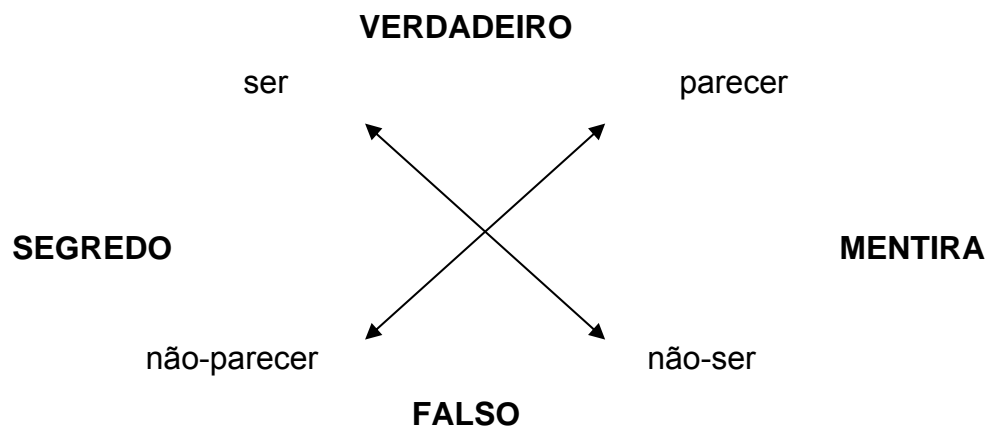 VERDADEIRO
ser parecer
SEGREDO MENTIRA
não-parecer não-ser
FALSO